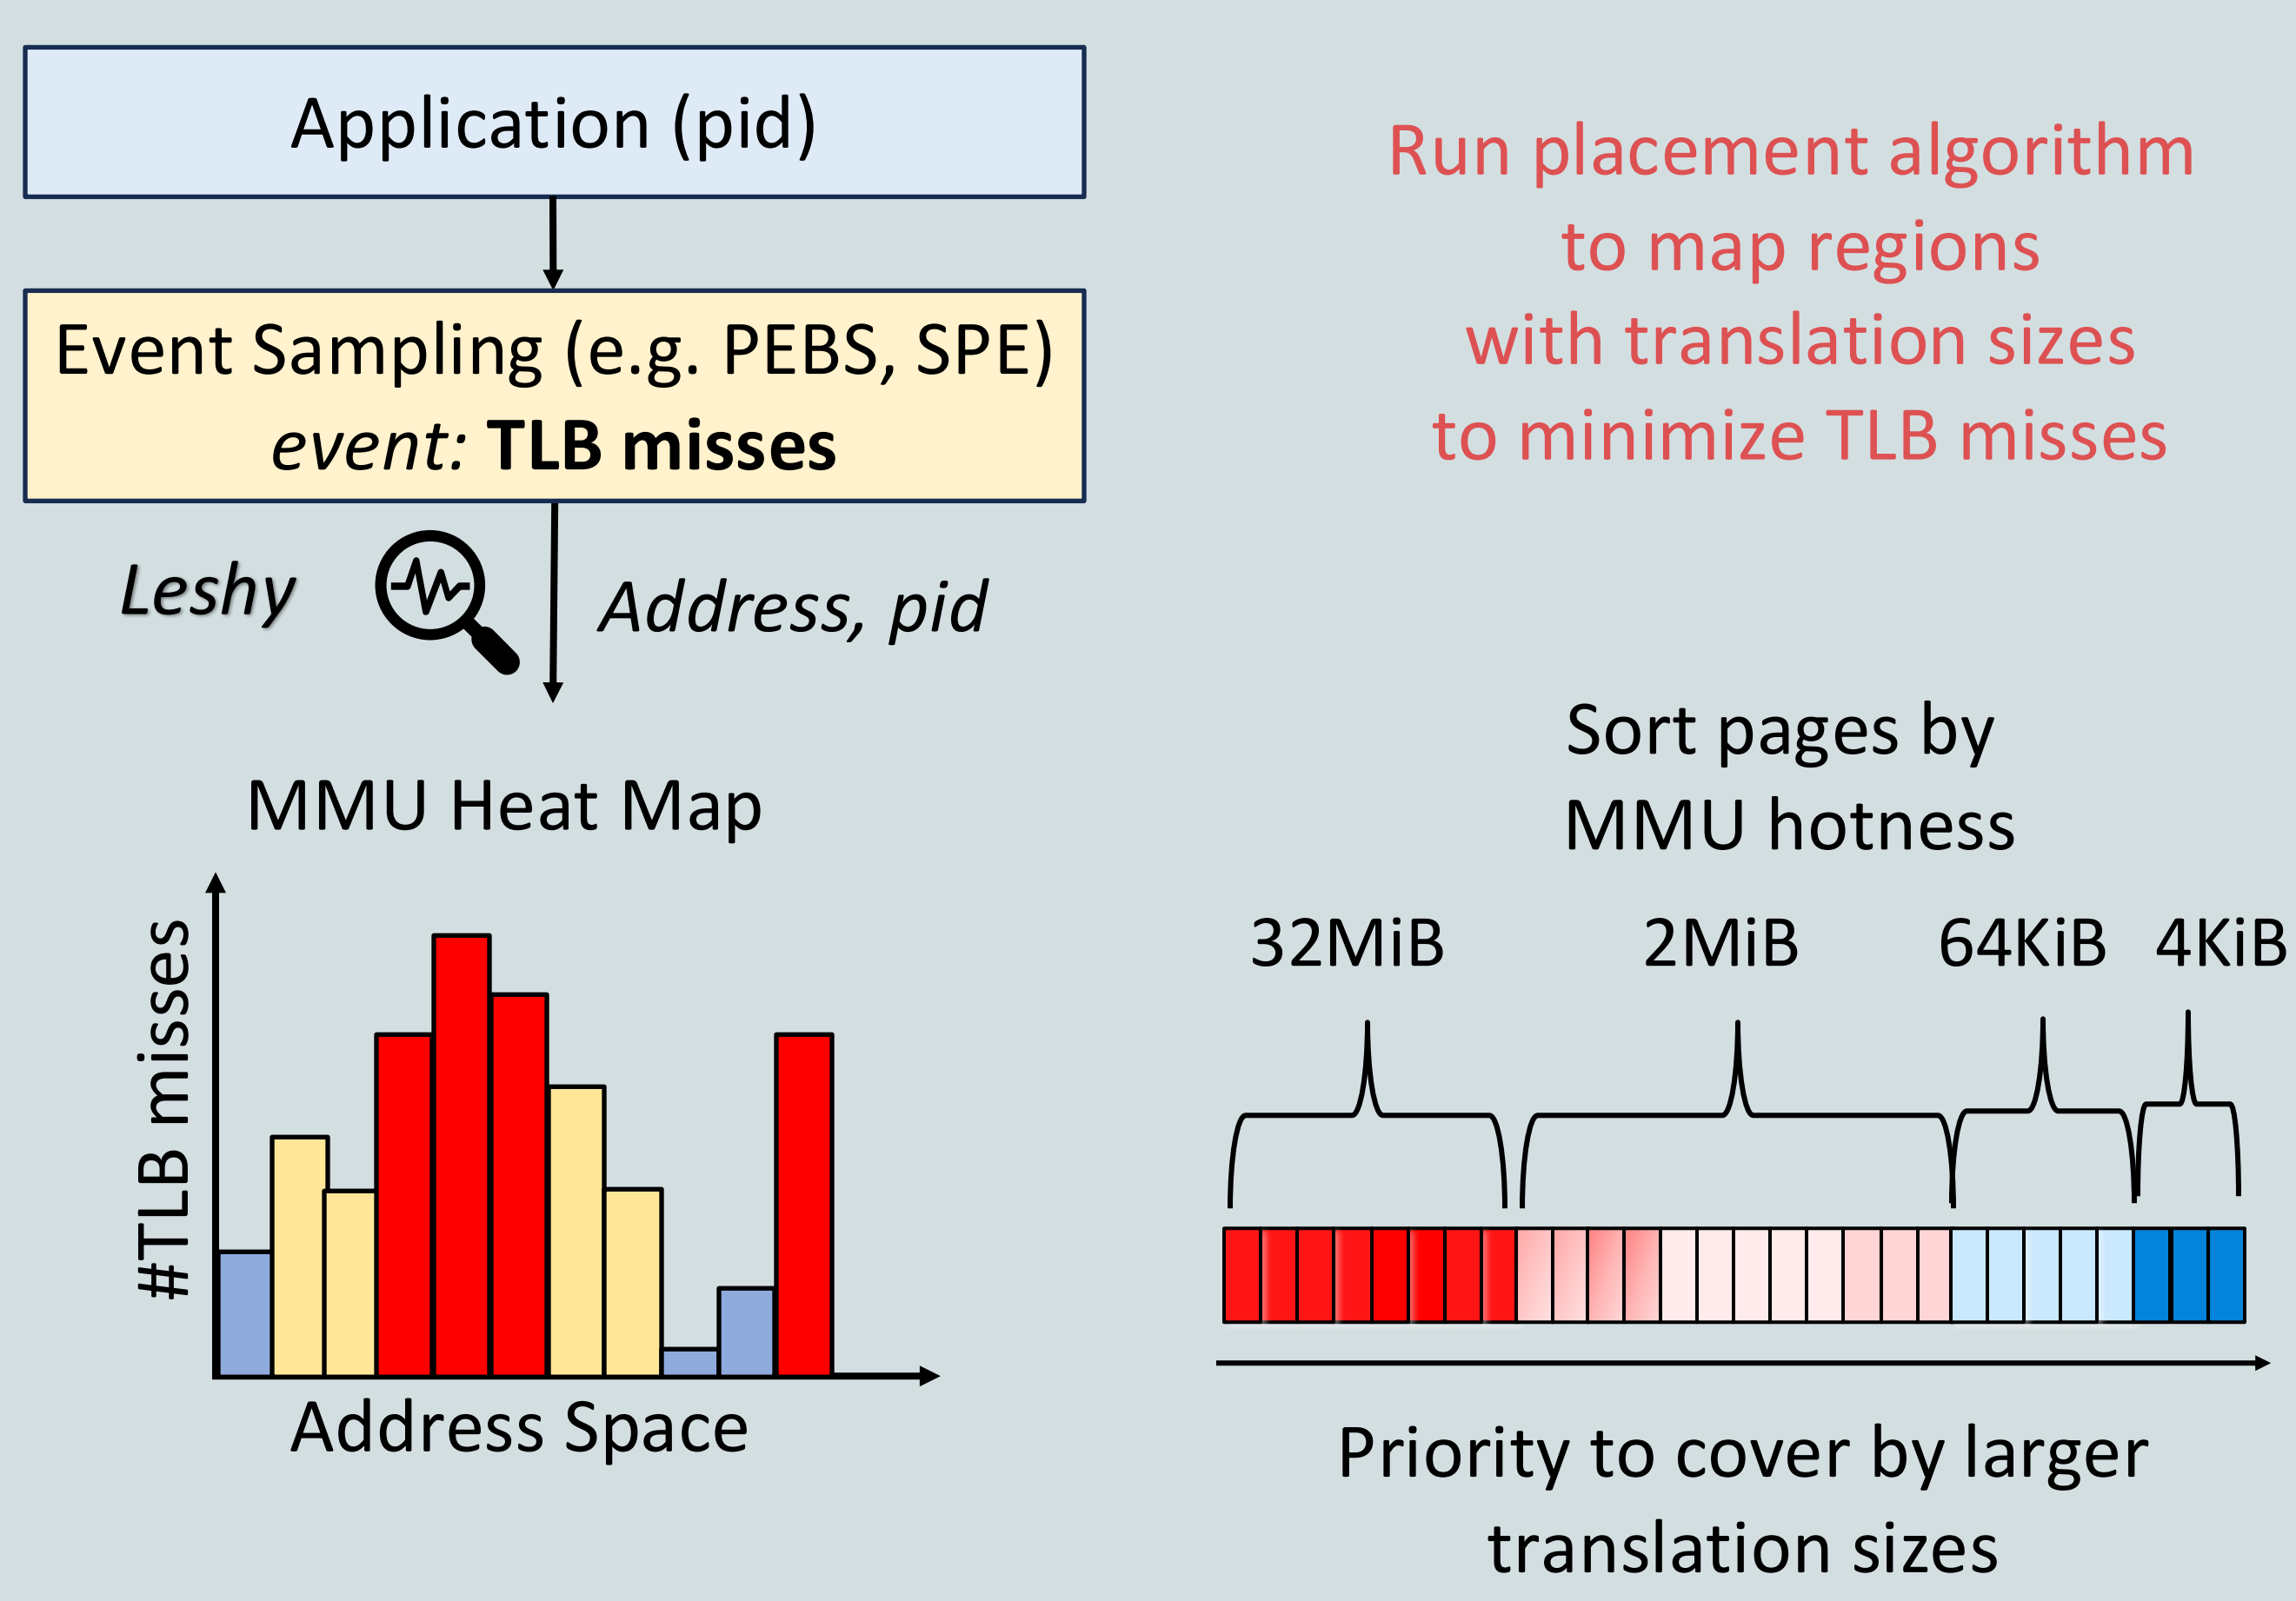 Application (pid)
Event Sampling (e.g. PEBS, SPE)
event: TLB misses
Leshy
Address, pid
MMU Heat Map
#TLB misses
Address Space
Run placement algorithm
to map regions
with translation sizes
to minimize TLB misses
Sort pages by
MMU hotness
32MiB
2MiB
64KiB
4KiB
Priority to cover by larger
translation sizes